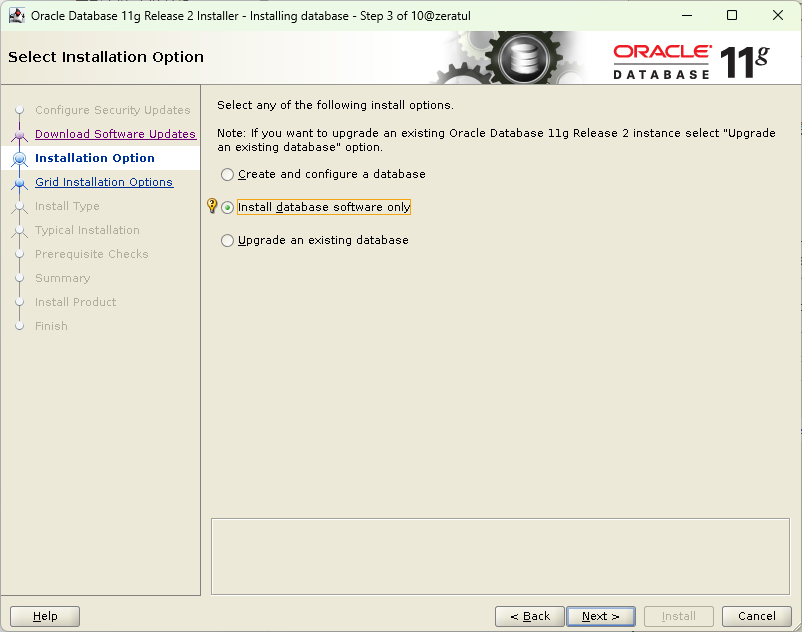 Oracle Database 11g Release 2 Installer - Installing database - Step 3 of 10@zeratul
Select Installation Option
ORACLE
DATABASE
11g
Configure Security Updates
Download Software Updates
Installation Option
Grid Installation Options
Install Type
Typical Installation
Prerequisite Checks
Summary
Install Product
Finish
Select any of the following install options.
Note: If you want to upgrade an existing Oracle Database 11g Release 2 instance select "Upgrade
an existing database" option.
Create and configure a database
Install database software only
Upgrade an existing database
Help
< Back
Next >
Install
Cancel